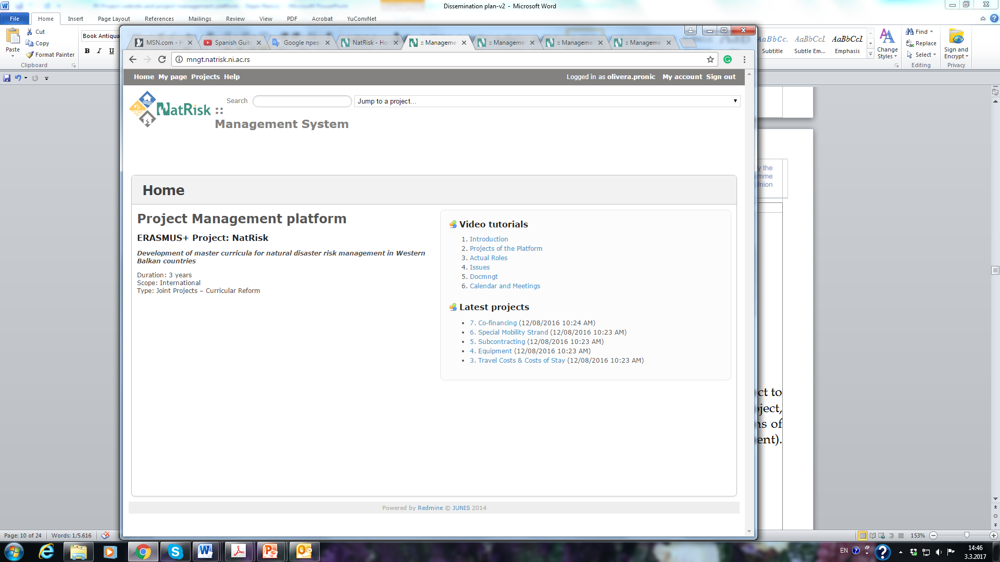 Dissemination plan-v2 - Microsoft Word
File Home Insert Page Layout References Mailings Review View PDF Acrobat YuConvNet
Paste
Cut
Copy
Format Painter
Clipboard
Book Antiqua
B I U
AaBbCc. AaBbCcL AaBbCcL
Subtitle Subtle Em... Emphasis
Change Styles
Find
Replace
Select
Editing
Sign and Encrypt
Privacy
MSN.com - H
Spanish Guita
Google прев
NatRisk - Ho
:: Manageme
:: Manageme
:: Manageme
:: Manageme
mngt.natrisk.ni.ac.rs
Home My page Projects Help
Logged in as olivera.pronic My account Sign out
NatRisk
Search
Jump to a project...
:: Management System
Home
Project Management platform
ERASMUS+ Project: NatRisk
Development of master curricula for natural disaster risk management in Western
Balkan countries
Duration: 3 years
Scope: International
Type: Joint Projects – Curricular Reform
Video tutorials
1. Introduction
2. Projects of the Platform
3. Actual Roles
4. Issues
5. Docmngt
6. Calendar and Meetings
Latest projects
7. Co-financing (12/08/2016 10:24 AM)
6. Special Mobility Strand (12/08/2016 10:23 AM)
5. Subcontracting (12/08/2016 10:23 AM)
4. Equipment (12/08/2016 10:23 AM)
3. Travel Costs & Costs of Stay (12/08/2016 10:23 AM)
Powered by Redmine © JUNIS 2014
y the
mme
Union
ct to
ject,
ns of
ent).
Page: 10 of 24 Words: 1/5.616
153%
EN
14:46
3.3.2017